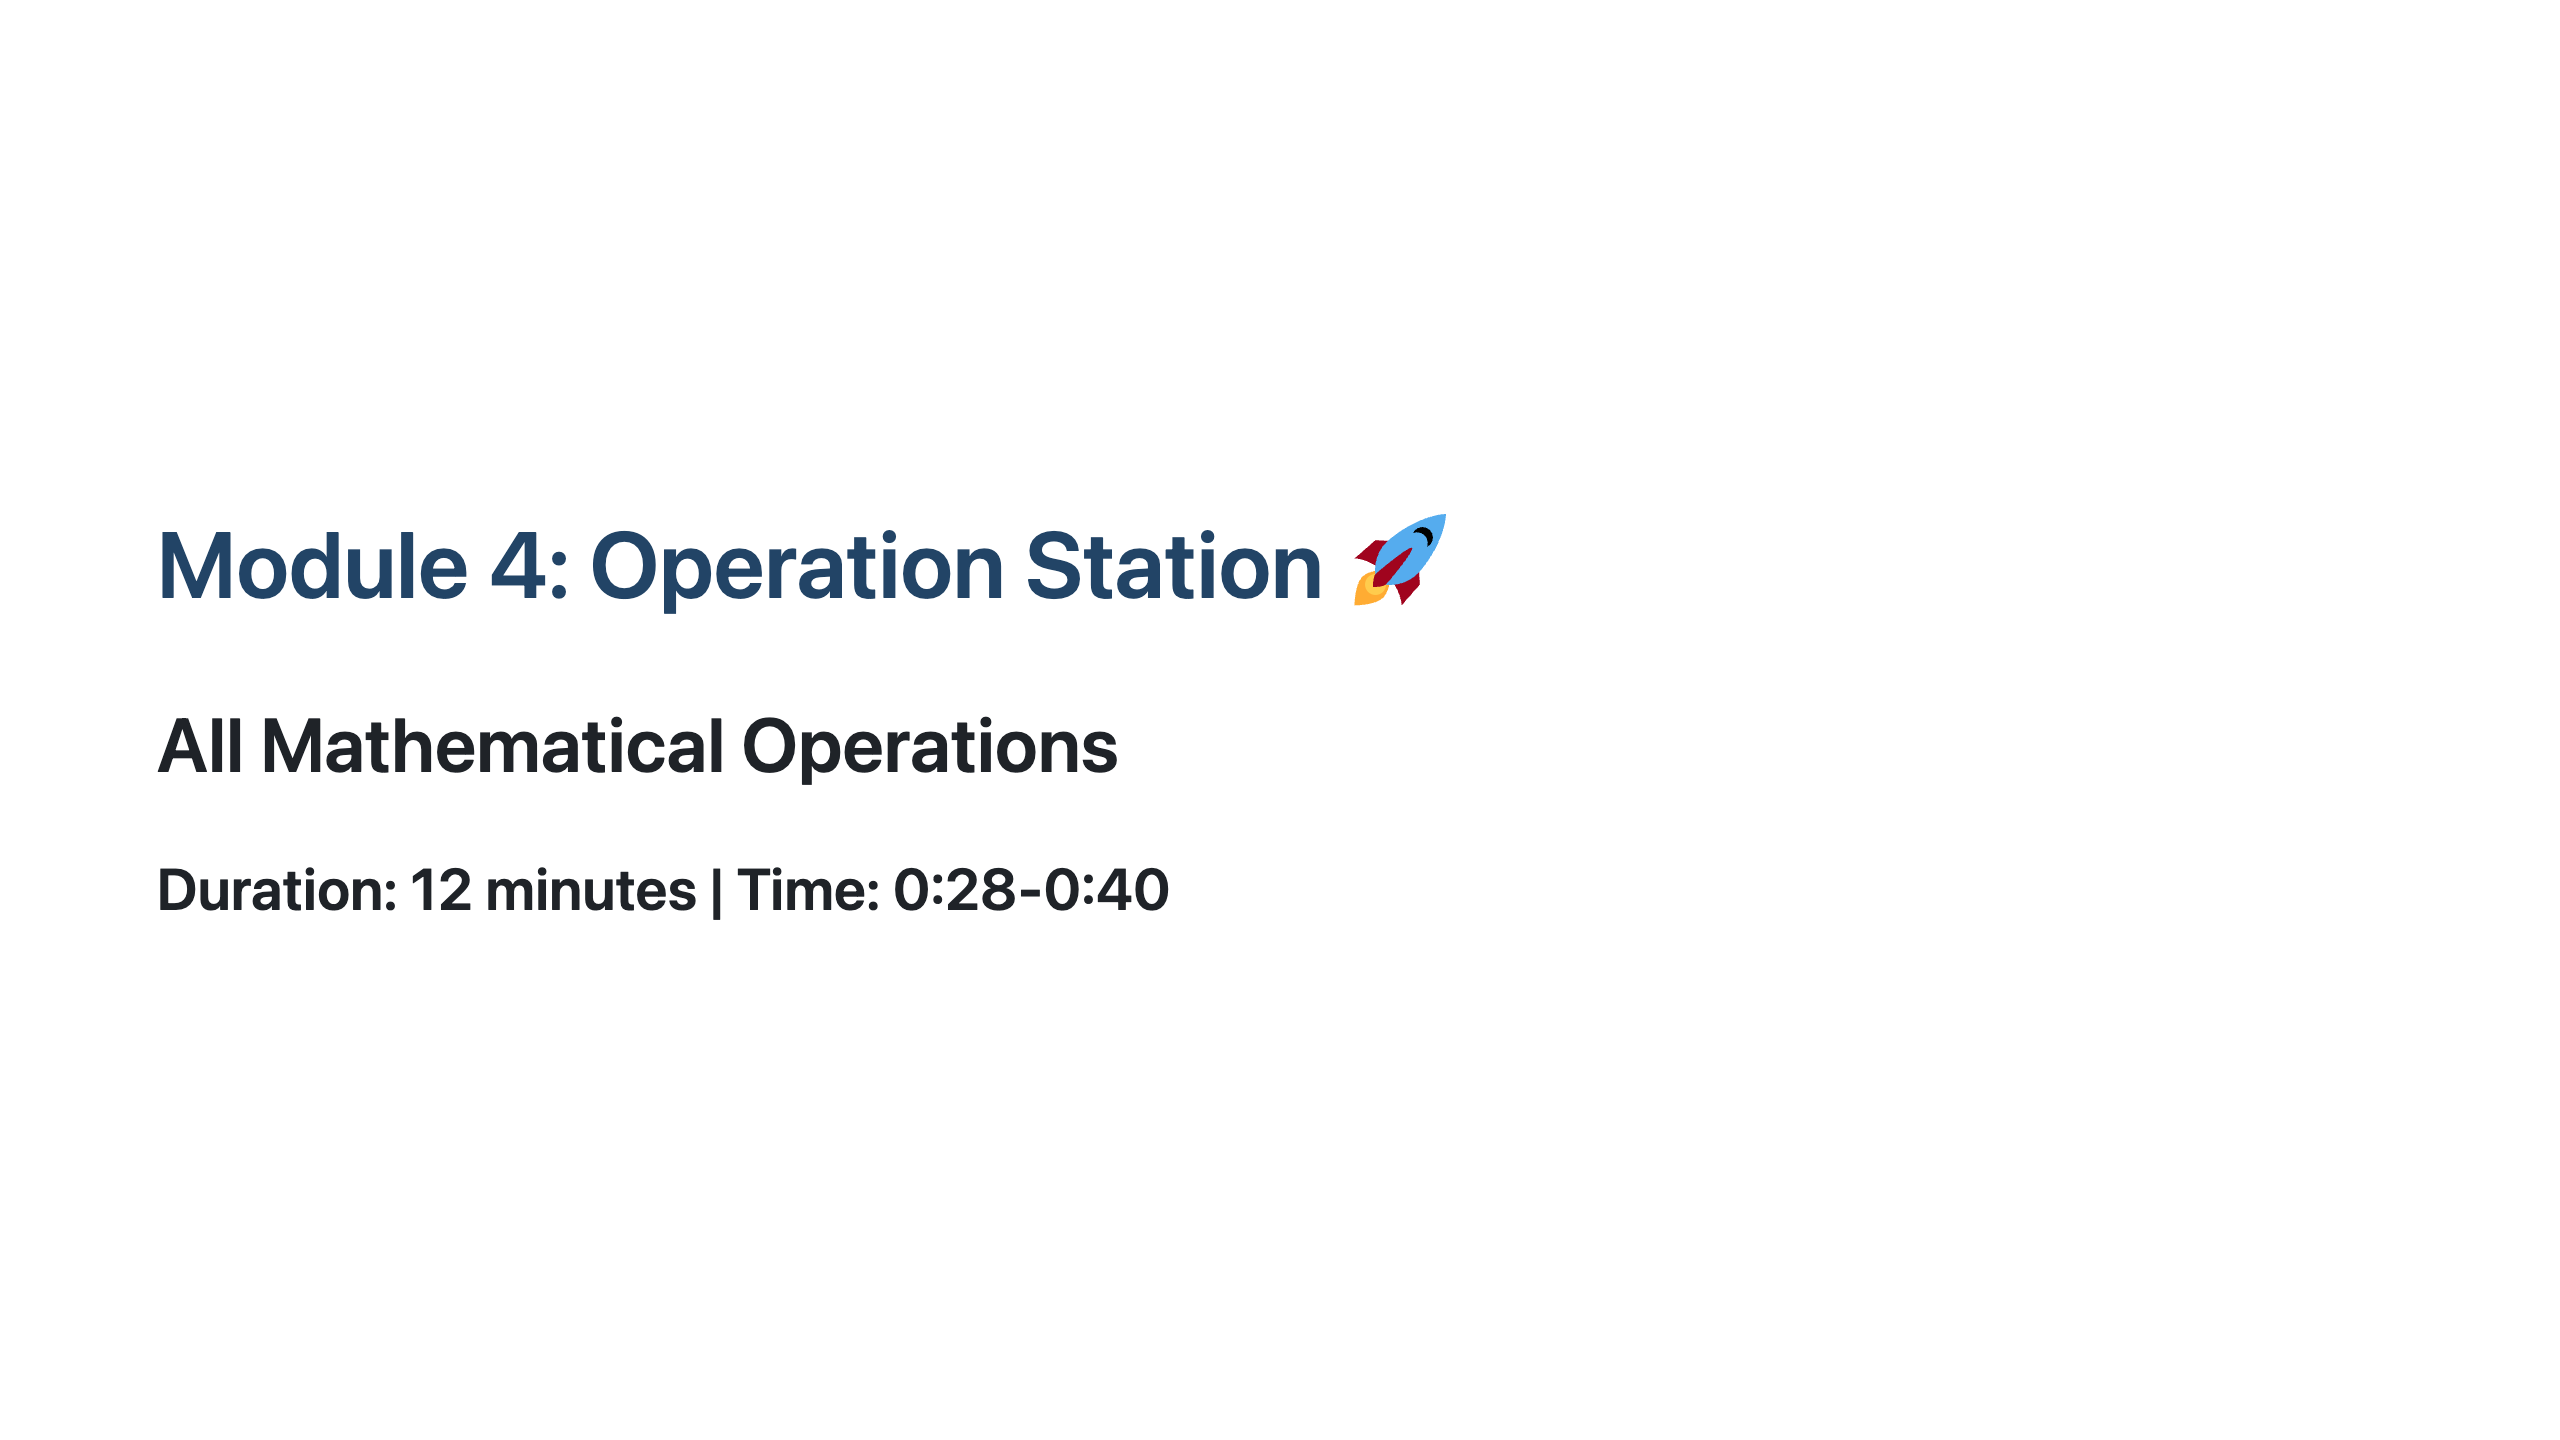 Module 4: Operation Station 🚀
All Mathematical Operations
Duration: 12 minutes | Time: 0:28-0:40